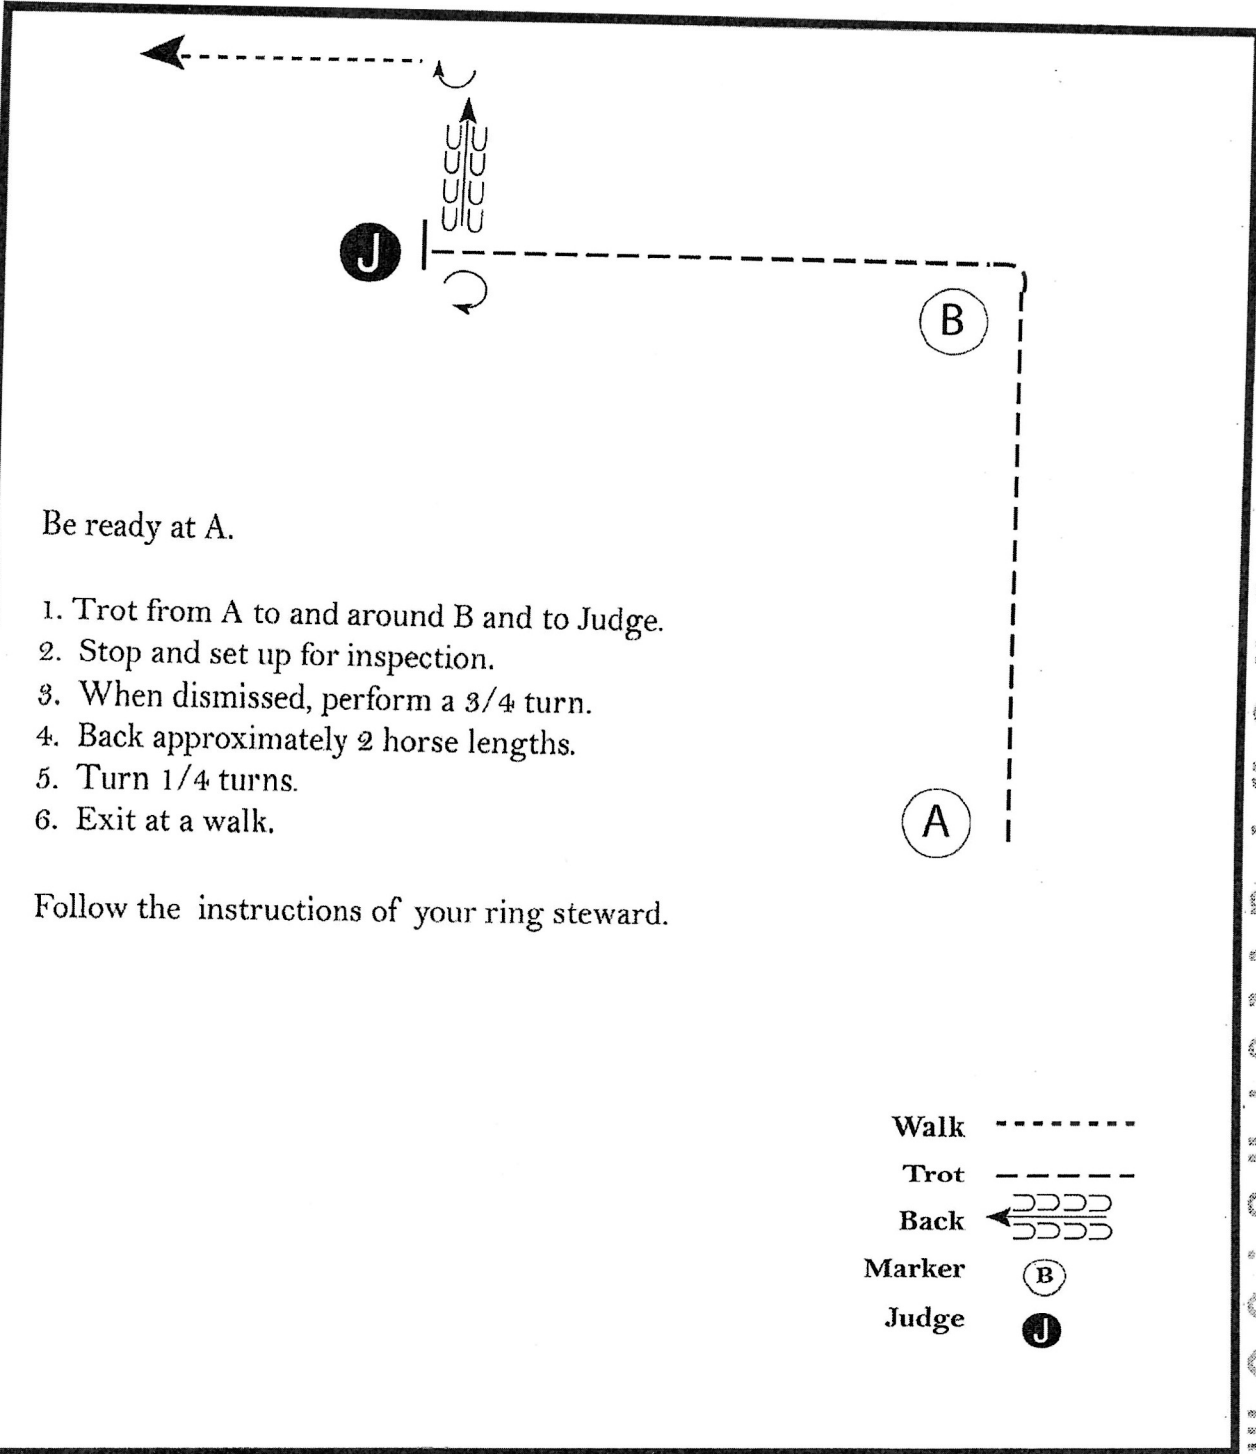 J
B
Be ready at A.
1. Trot from A to and around B and to Judge.
2. Stop and set up for inspection.
3. When dismissed, perform a 3/4 turn.
4. Back approximately 2 horse lengths.
5. Turn 1/4 turns.
6. Exit at a walk.
A
Follow the instructions of your ring steward.
Walk
Trot
Back
Marker B
Judge J